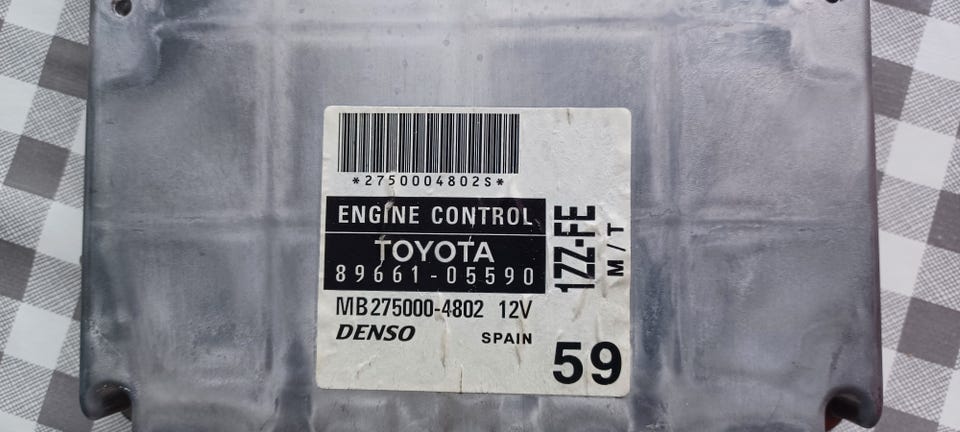 *2750004802S*
ENGINE CONTROL
TOYOTA
89661-05590
1ZZ-FE
M/T
MB275000-4802 12V
DENSO SPAIN
59